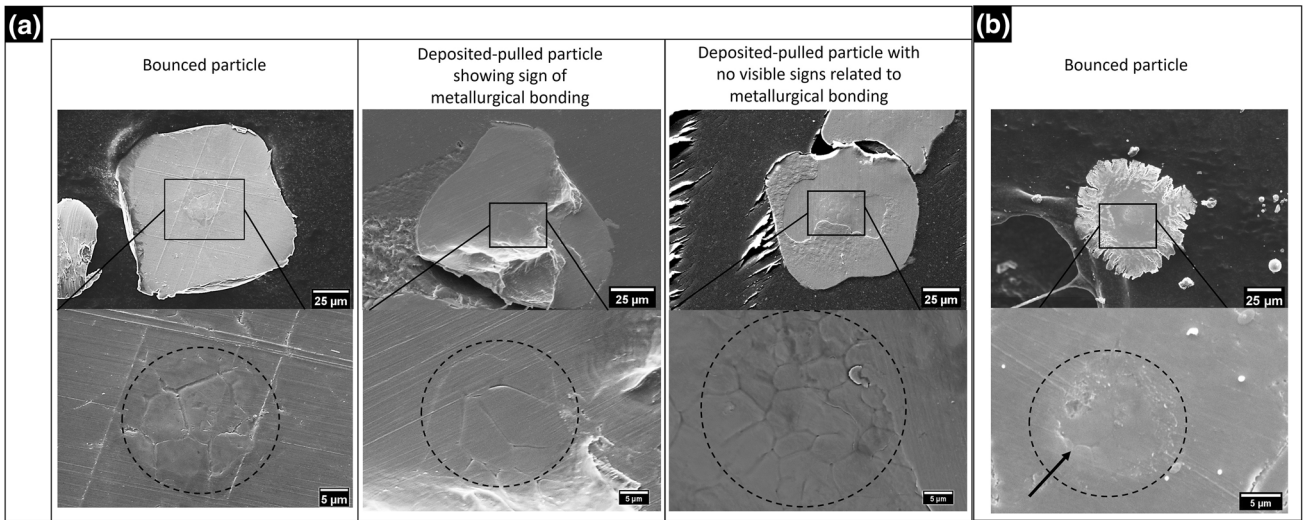 (a)
Bounced particle
Deposited-pulled particle
showing sign of
metallurgical bonding
Deposited-pulled particle with
no visible signs related to
metallurgical bonding
(b)
Bounced particle
25 µm
25 µm
25 µm
25 µm
5 µm
5 µm
5 µm
5 µm